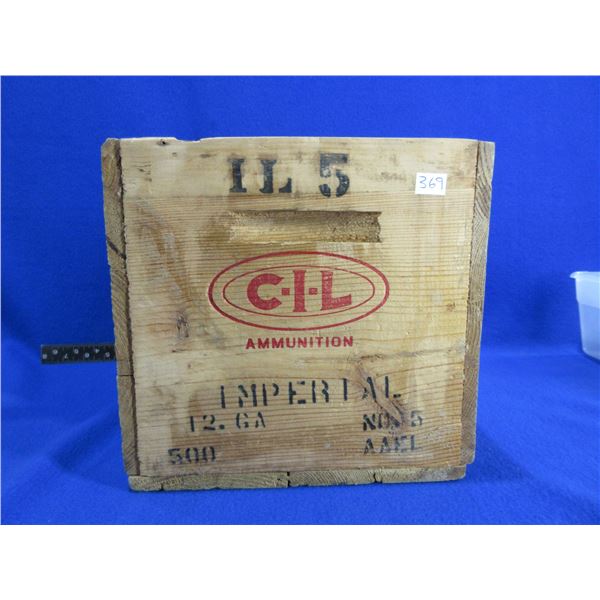 IL 5
369
C·I·L
AMMUNITION
IMPERIAL
12.GA NO.5
500 AAEL